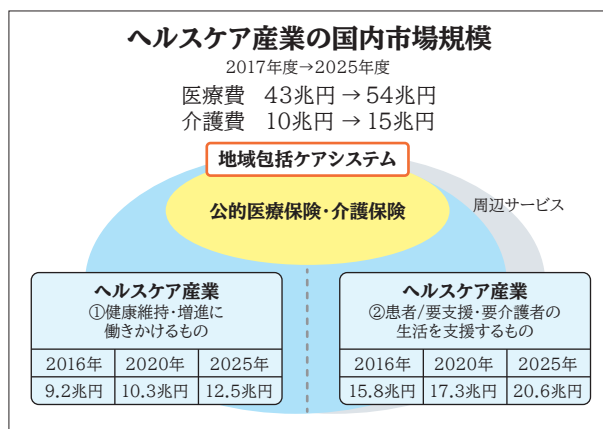 ヘルスケア産業の国内市場規模
2017年度→2025年度
医療費 43兆円→54兆円
介護費 10兆円→15兆円
地域包括ケアシステム
公的医療保険・介護保険
周辺サービス
ヘルスケア産業
①健康維持・増進に
働きかけるもの
2016年 2020年 2025年
9.2兆円 10.3兆円 12.5兆円
ヘルスケア産業
②患者/要支援・要介護者の
生活を支援するもの
2016年 2020年 2025年
15.8兆円 17.3兆円 20.6兆円